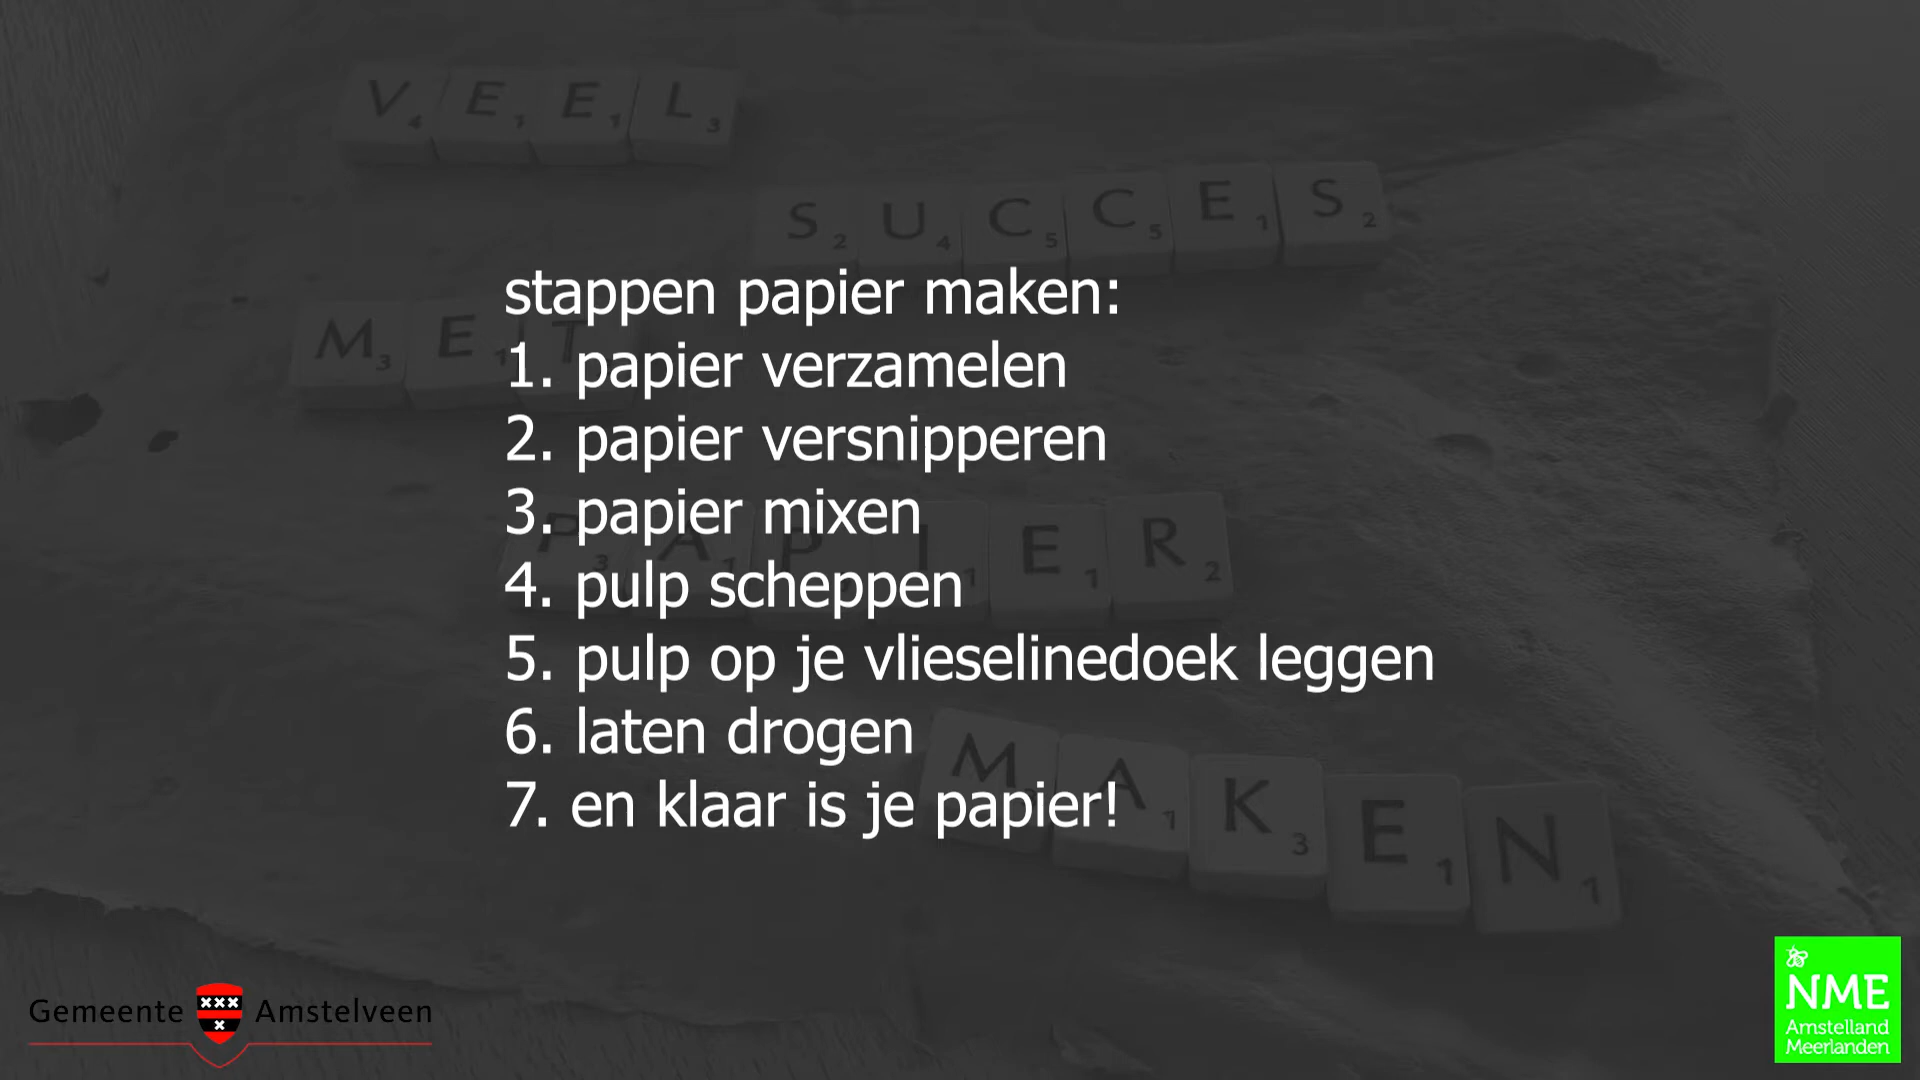 VEEL
SUCCES
MET
PAPIER
MAKEN
stappen papier maken:
1. papier verzamelen
2. papier versnipperen
3. papier mixen
4. pulp scheppen
5. pulp op je vlieselinedoek leggen
6. laten drogen
7. en klaar is je papier!
Gemeente Amstelveen
NME
Amstelland
Meerlanden